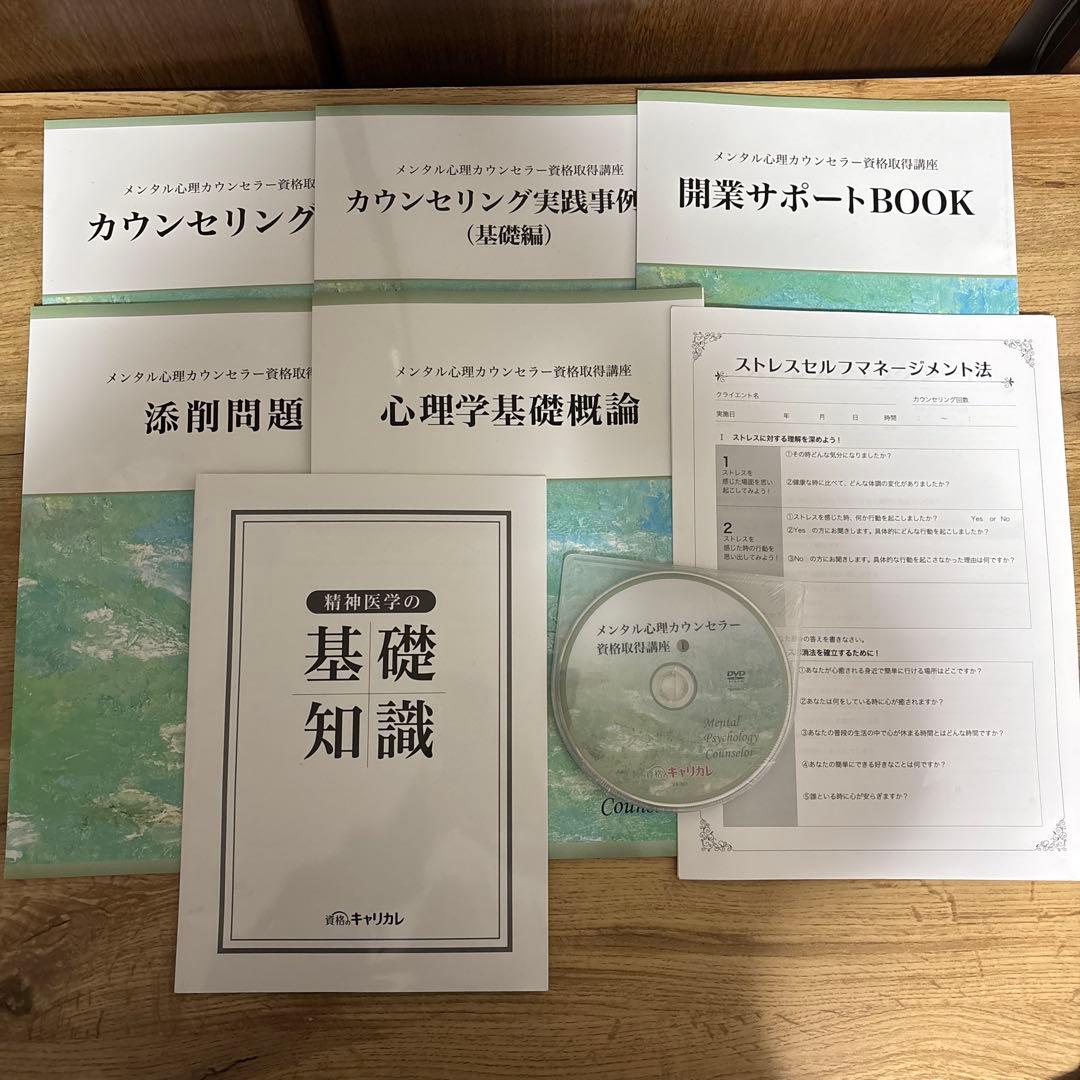 メンタル心理カウンセラー資格取
カウンセリング
メンタル心理カウンセラー資格取得講座
カウンセリング実践事例
(基礎編)
メンタル心理カウンセラー資格取得講座
開業サポートBOOK
メンタル心理カウンセラー資格取
添削問題
メンタル心理カウンセラー資格取得講座
心理学基礎概論
Coun
精神医学の
基礎
知識
資格のキャリカレ
メンタル心理カウンセラー
資格取得講座 I
DVD
Mental
Psychology
Counselor
資格のキャリカレ
ストレスセルフマネージメント法
クライエント名 カウンセリング回数
実施日 年 月 日 時間 : ～ :
I ストレスに対する理解を深めよう!
1
ストレスを
感じた場面を思い
起こしてみよう!
①その時どんな気分になりましたか?
②健康な時に比べて、どんな体調の変化がありましたか?
2
ストレスを
感じた時の行動を
思い出してみよう!
①ストレスを感じた時、何か行動を起こしましたか? Yes or No
②Yes の方にお聞きします。具体的にどんな行動を起こしましたか?
③No の方にお聞きします。具体的な行動を起こさなかった理由は何ですか?
の答えを書きなさい。
消法を確立するために!
①あなたが心癒される身近で簡単に行ける場所はどこですか?
②あなたは何をしている時に心が癒されますか?
③あなたの普段の生活の中で心が休まる時間とはどんな時間ですか?
④あなたの簡単にできる好きなことは何ですか?
⑤誰といる時に心が安らぎますか?